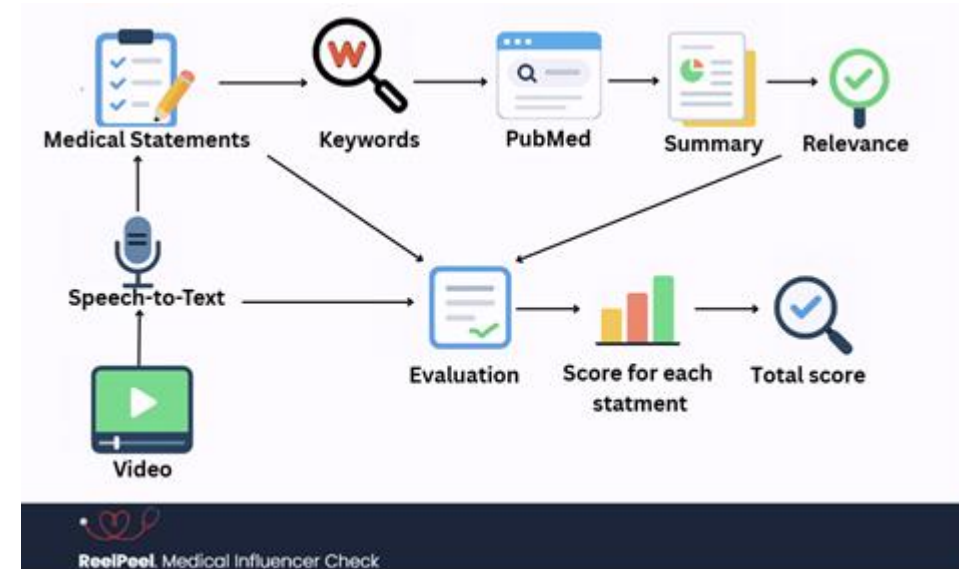 W
Medical Statements
Keywords
PubMed
Summary
Relevance
Speech-to-Text
Evaluation
Score for each
statment
Total score
Video
ReelPeel. Medical Influencer Check